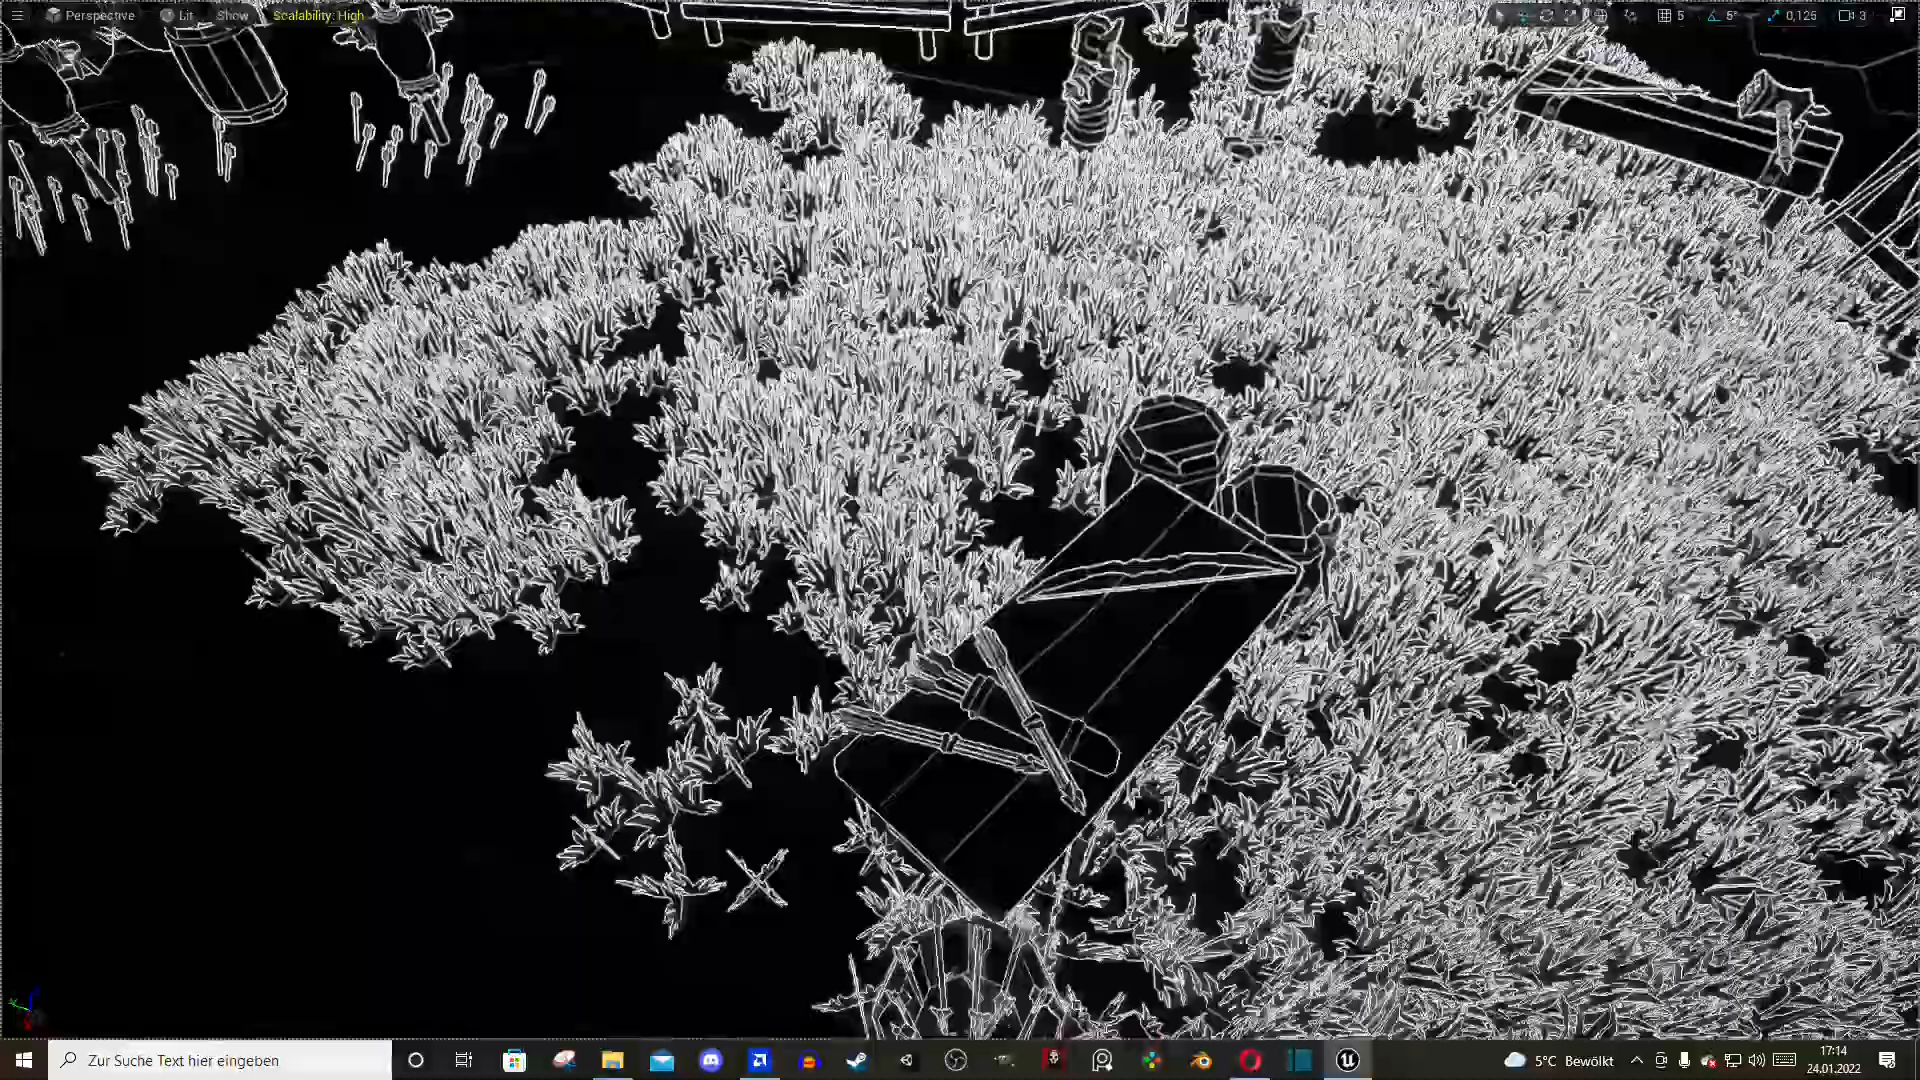 Perspective
Lit
Show
Scalability: High
5
5°
0,125
3
Zur Suche Text hier eingeben
5°C Bewölkt
17:14
24.01.2022